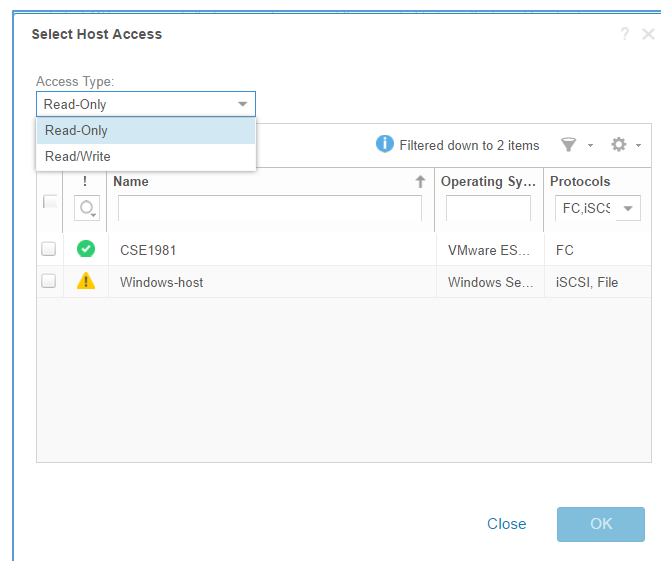 Select Host Access
?
Access Type:
Read-Only
Read-Only
Read/Write
Filtered down to 2 items
! Name Operating Sy... Protocols
FC,iSCS
CSE1981 VMware ES... FC
Windows-host Windows Se... iSCSI, File
Close OK